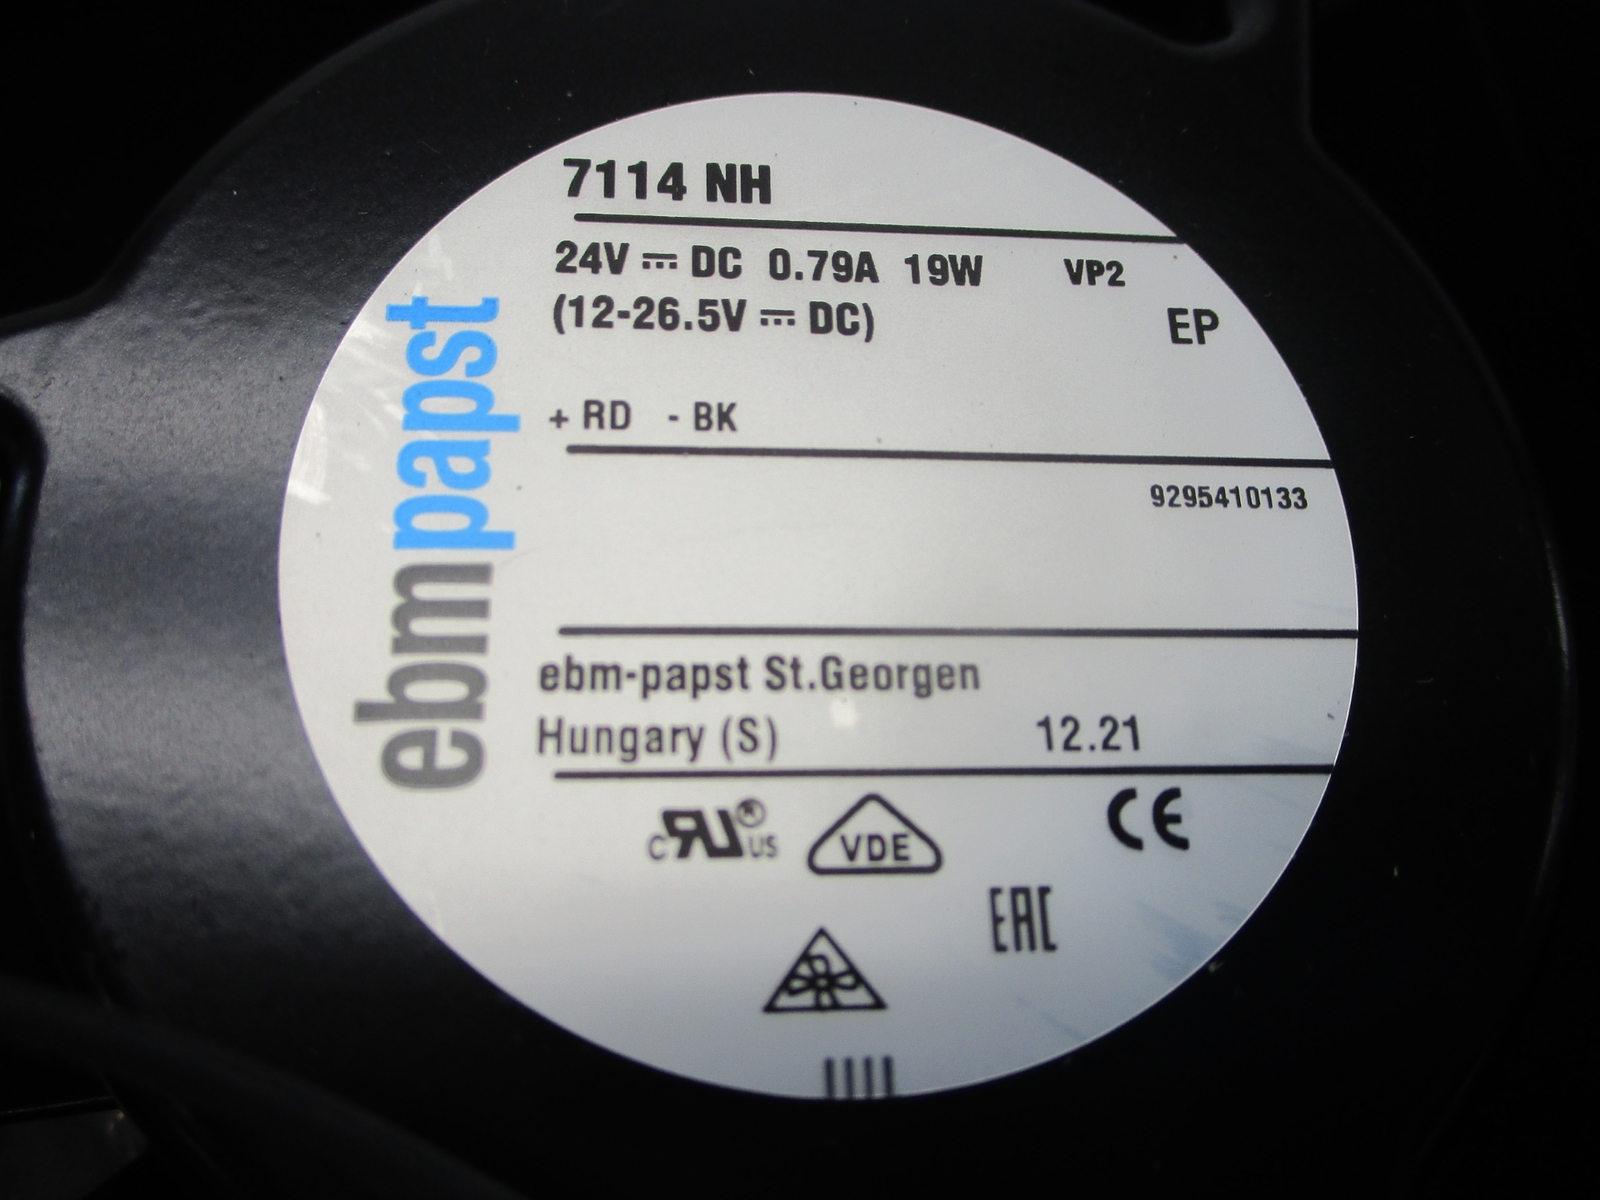 7114 NH
24V ⎓ DC 0.79A 19W VP2
(12-26.5V ⎓ DC)
EP
+ RD - BK
9295410133
ebmpapst
ebm-papst St.Georgen
Hungary (S) 12.21
c RU ® US
VDE
CE
EAC